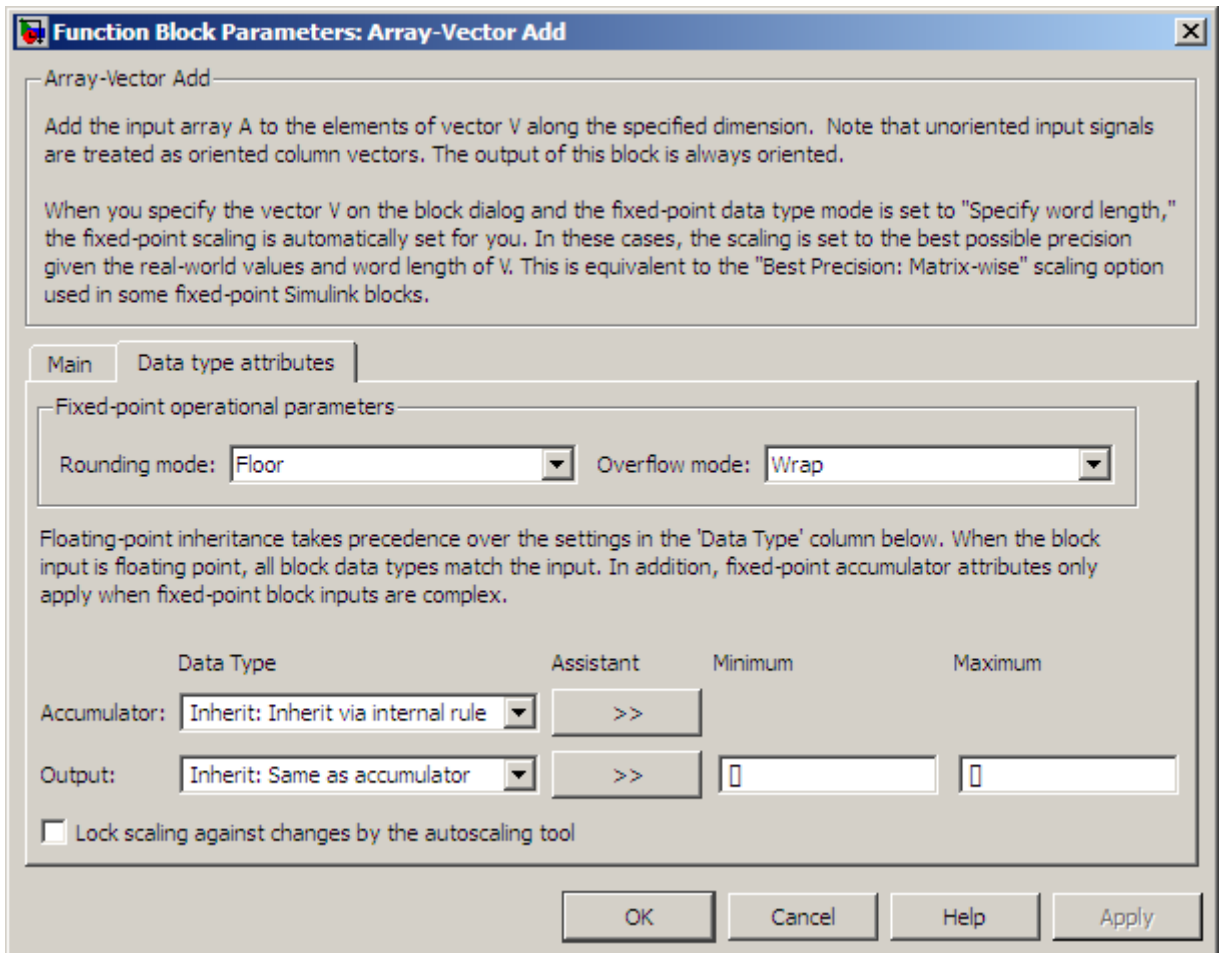 Function Block Parameters: Array-Vector Add
Array-Vector Add
Add the input array A to the elements of vector V along the specified dimension.  Note that unoriented input signals
are treated as oriented column vectors. The output of this block is always oriented.
When you specify the vector V on the block dialog and the fixed-point data type mode is set to "Specify word length,"
the fixed-point scaling is automatically set for you. In these cases, the scaling is set to the best possible precision
given the real-world values and word length of V. This is equivalent to the "Best Precision: Matrix-wise" scaling option
used in some fixed-point Simulink blocks.
Main Data type attributes
Fixed-point operational parameters
Rounding mode: Floor Overflow mode: Wrap
Floating-point inheritance takes precedence over the settings in the 'Data Type' column below. When the block
input is floating point, all block data types match the input. In addition, fixed-point accumulator attributes only
apply when fixed-point block inputs are complex.
Data Type Assistant Minimum Maximum
Accumulator: Inherit: Inherit via internal rule >>
Output: Inherit: Same as accumulator >> [] []
Lock scaling against changes by the autoscaling tool
OK Cancel Help Apply